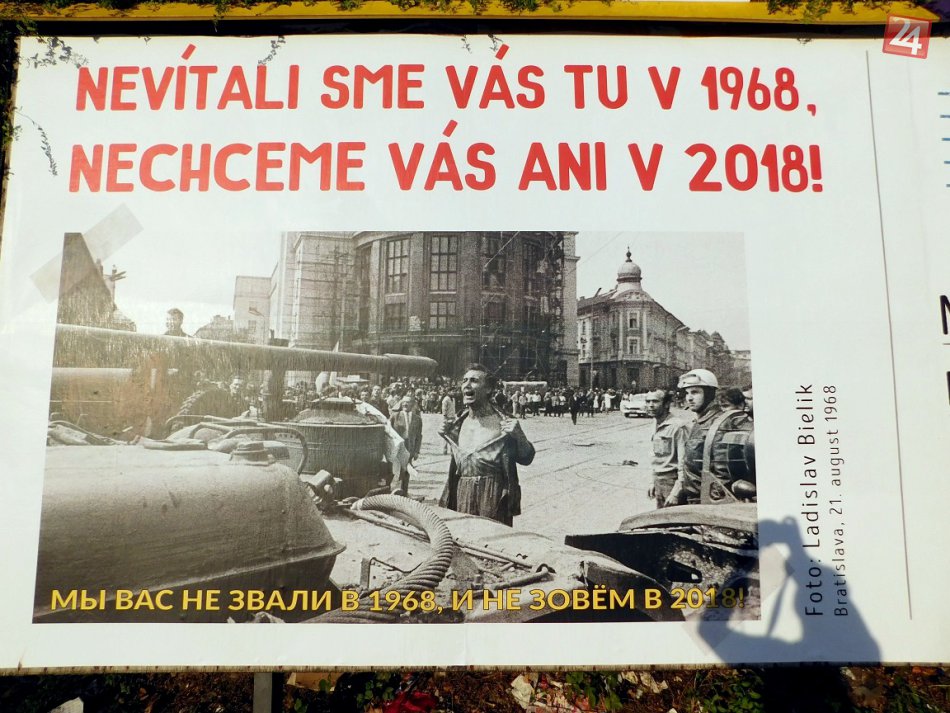 24
NEVÍTALI SME VÁS TU V 1968,
NECHCEME VÁS ANI V 2018!
МЫ ВАС НЕ ЗВАЛИ В 1968, И НЕ ЗОВЁМ В 2018!
Foto: Ladislav Bielik
Bratislava, 21. august 1968